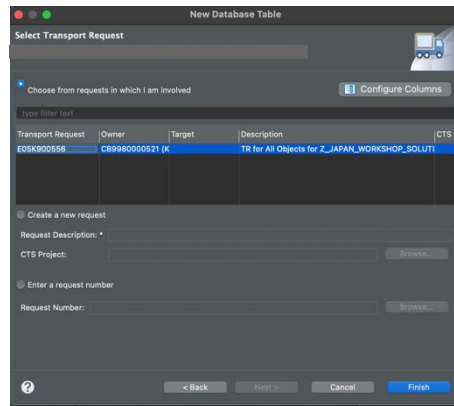 New Database Table
Select Transport Request
Choose from requests in which I am involved
Configure Columns
type filter text
Transport Request Owner Target Description CTS
E05K900556 CB9980000521 (K TR for All Objects for Z_JAPAN_WORKSHOP_SOLUTI
Create a new request
Request Description: *
CTS Project: Browse...
Enter a request number
Request Number: Browse...
? < Back Next > Cancel Finish